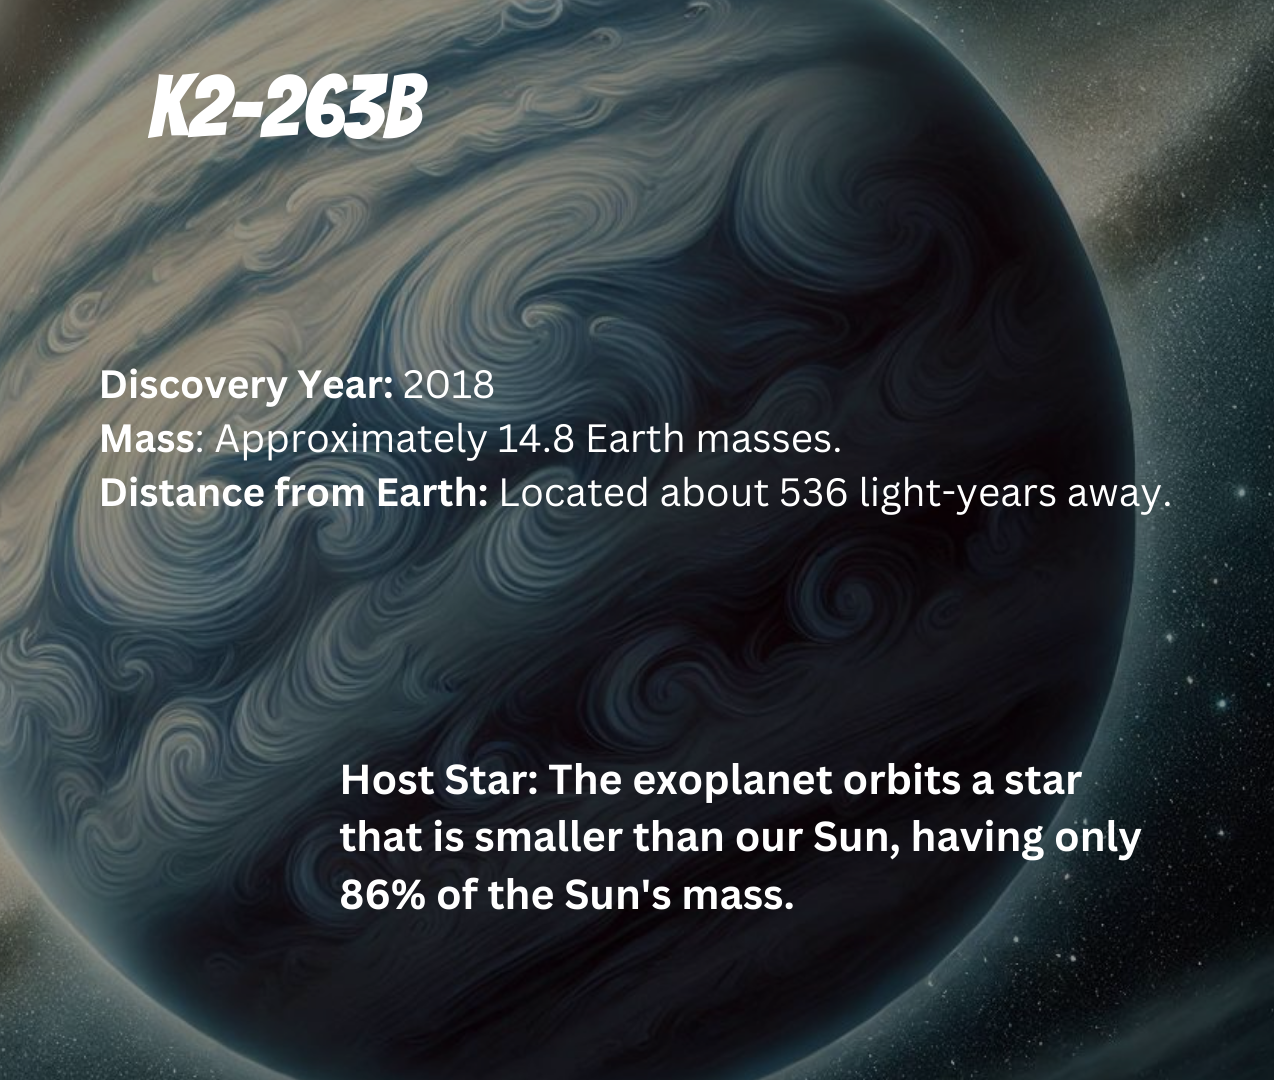 K2-263B
Discovery Year: 2018
Mass: Approximately 14.8 Earth masses.
Distance from Earth: Located about 536 light-years away.
Host Star: The exoplanet orbits a star
that is smaller than our Sun, having only
86% of the Sun's mass.